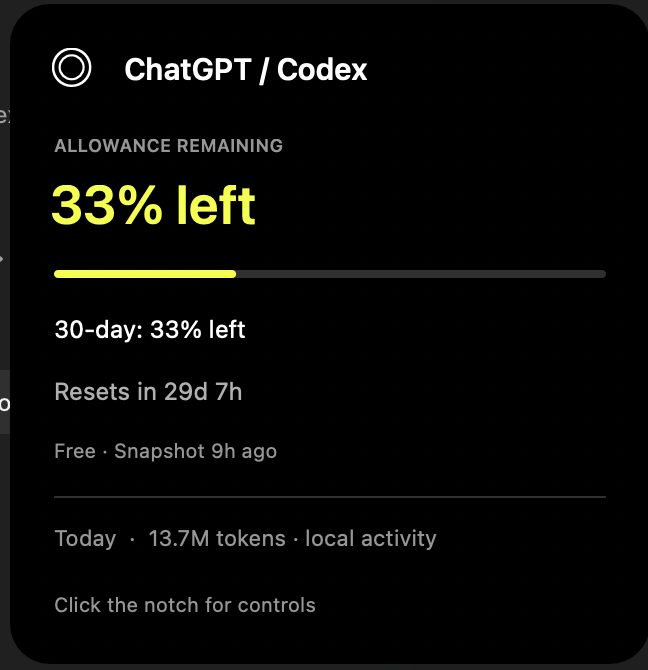 ChatGPT / Codex
ALLOWANCE REMAINING
33% left
30-day: 33% left
Resets in 29d 7h
Free · Snapshot 9h ago
Today · 13.7M tokens · local activity
Click the notch for controls